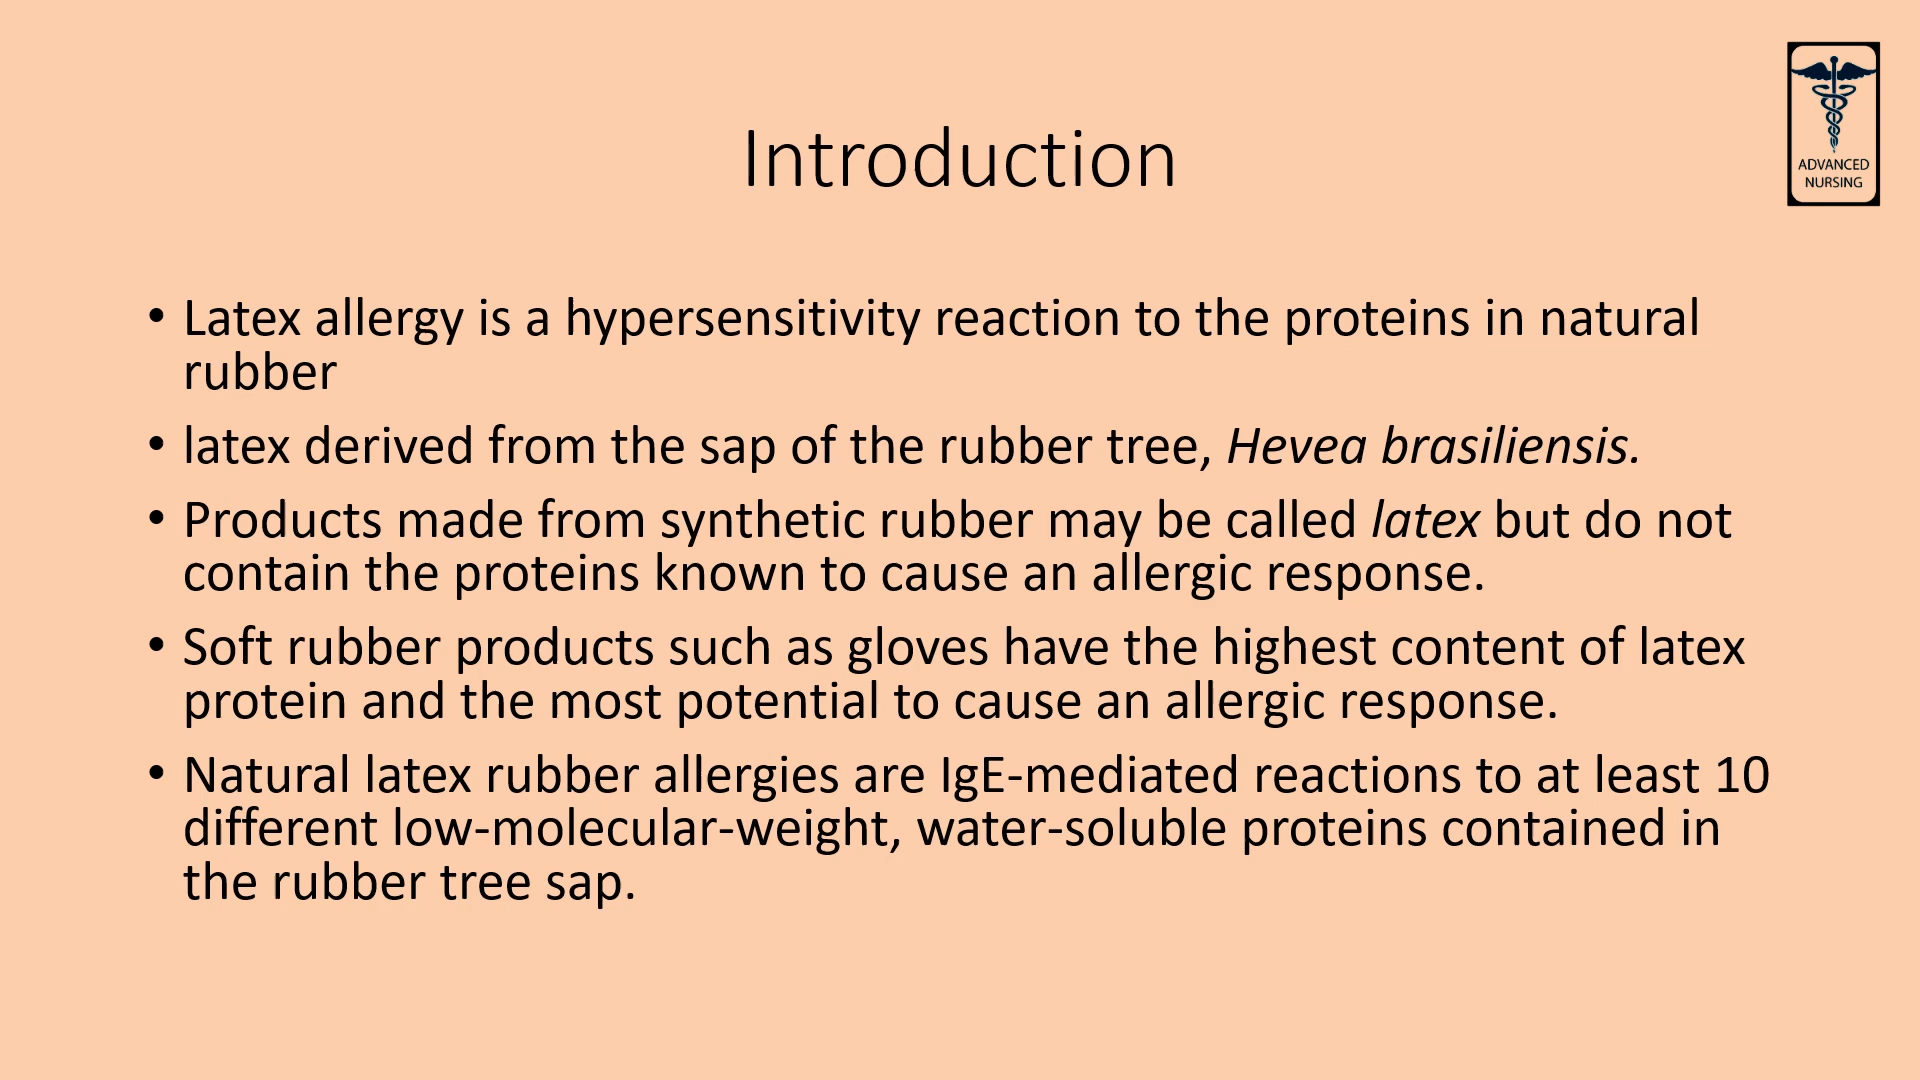 ADVANCED
NURSING
Introduction
• Latex allergy is a hypersensitivity reaction to the proteins in natural
rubber
• latex derived from the sap of the rubber tree, Hevea brasiliensis.
• Products made from synthetic rubber may be called latex but do not
contain the proteins known to cause an allergic response.
• Soft rubber products such as gloves have the highest content of latex
protein and the most potential to cause an allergic response.
• Natural latex rubber allergies are IgE-mediated reactions to at least 10
different low-molecular-weight, water-soluble proteins contained in
the rubber tree sap.